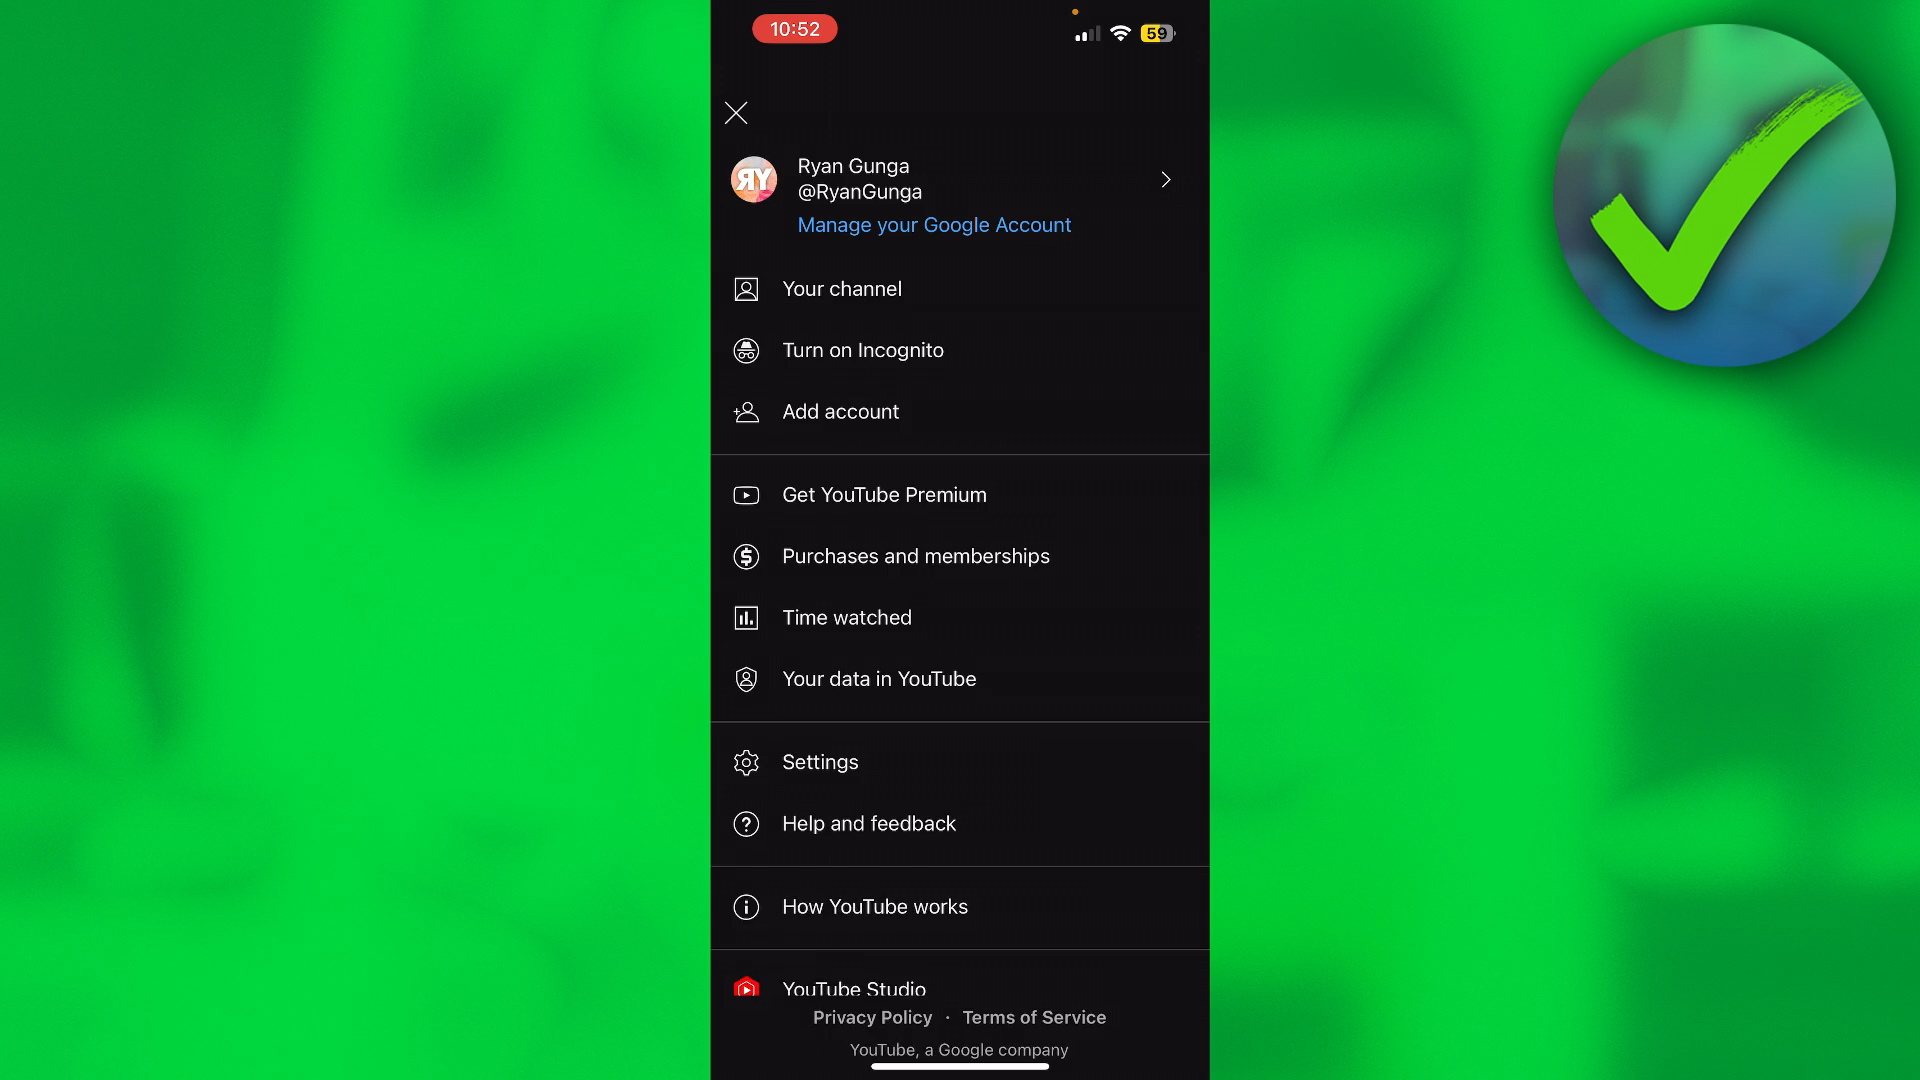 10:52
59
RY
Ryan Gunga
@RyanGunga
Manage your Google Account
Your channel
Turn on Incognito
Add account
Get YouTube Premium
Purchases and memberships
Time watched
Your data in YouTube
Settings
Help and feedback
How YouTube works
YouTube Studio
Privacy Policy · Terms of Service
YouTube, a Google company